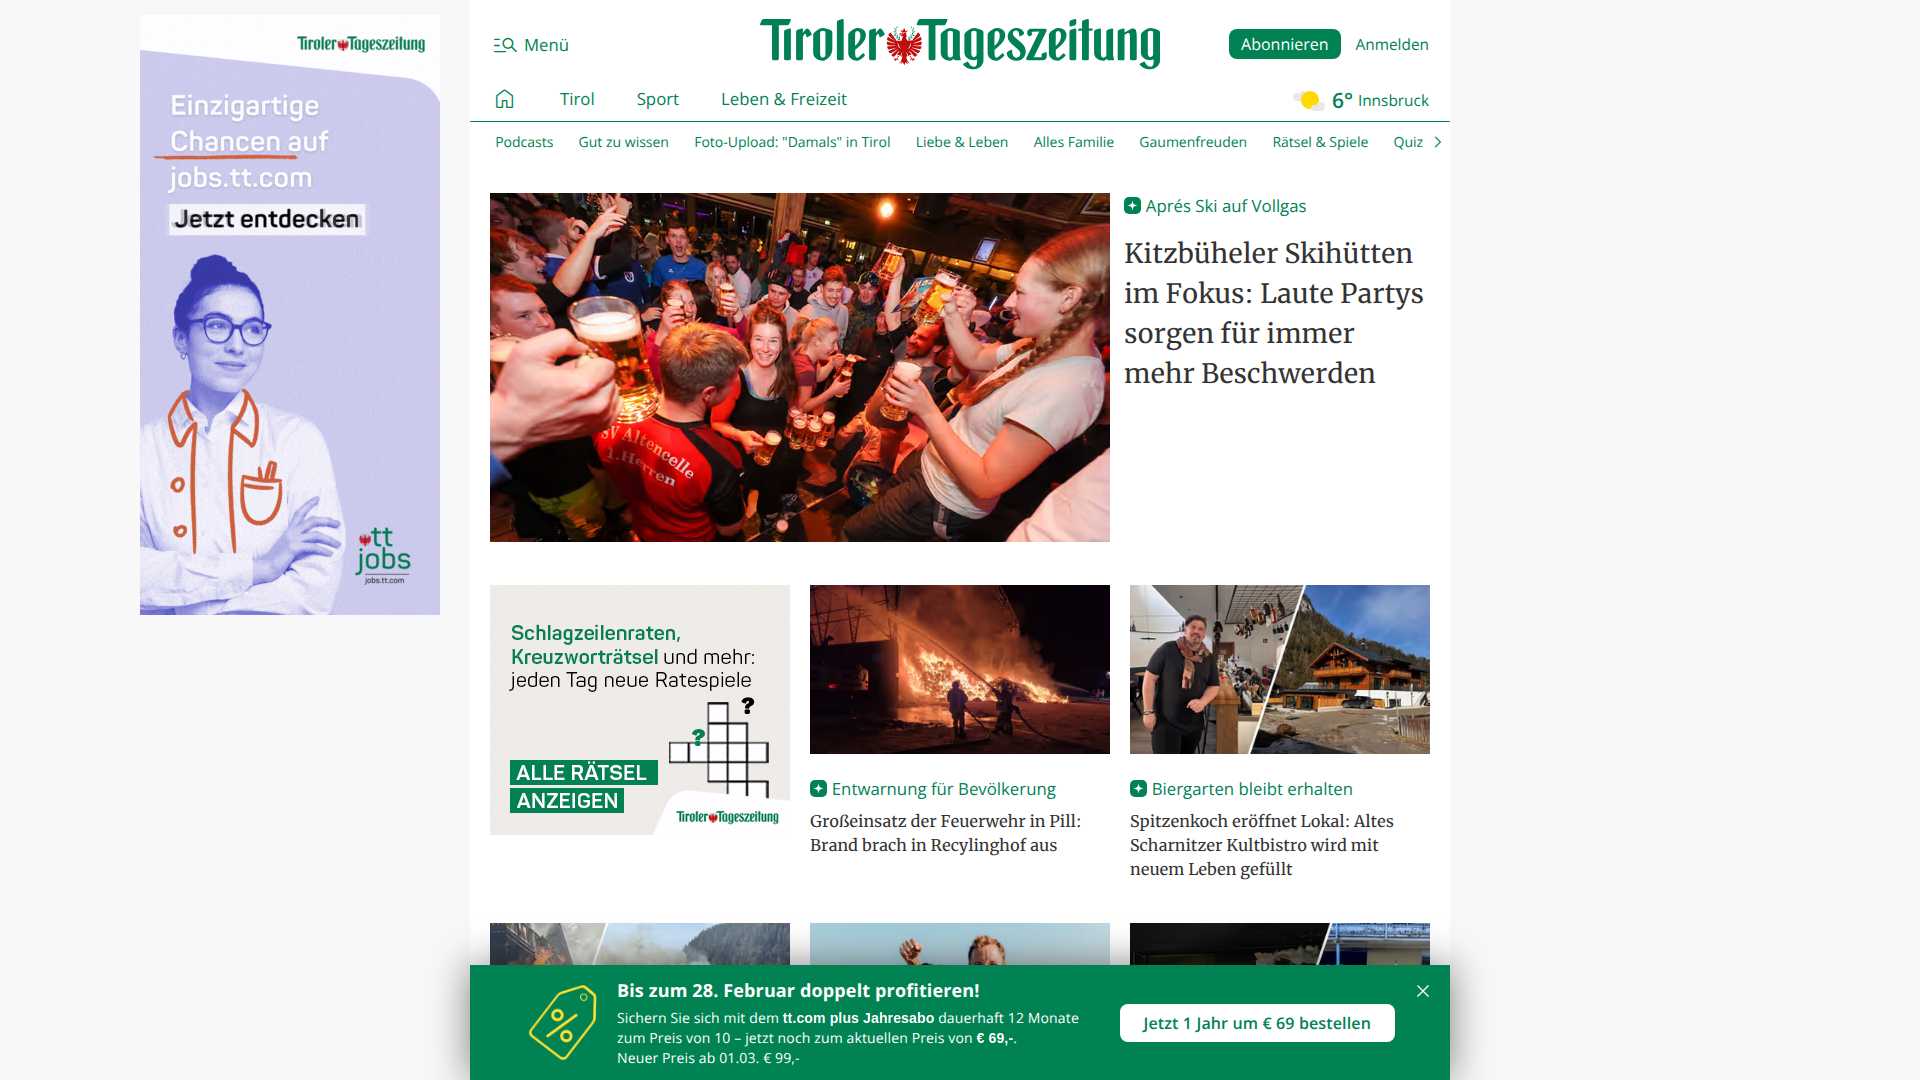 Tiroler Tageszeitung
Einzigartige
Chancen auf
jobs.tt.com
Jetzt entdecken
tt
jobs
jobs.tt.com
Menü
Tiroler Tageszeitung
Abonnieren
Anmelden
Tirol
Sport
Leben & Freizeit
6° Innsbruck
Podcasts
Gut zu wissen
Foto-Upload: "Damals" in Tirol
Liebe & Leben
Alles Familie
Gaumenfreuden
Rätsel & Spiele
Quiz
SV Altencelle
1.Herren
Aprés Ski auf Vollgas
Kitzbüheler Skihütten
im Fokus: Laute Partys
sorgen für immer
mehr Beschwerden
Schlagzeilenraten,
Kreuzworträtsel und mehr:
jeden Tag neue Ratespiele
?
?
ALLE RÄTSEL
ANZEIGEN
Tiroler Tageszeitung
Entwarnung für Bevölkerung
Großeinsatz der Feuerwehr in Pill:
Brand brach in Recylinghof aus
Biergarten bleibt erhalten
Spitzenkoch eröffnet Lokal: Altes
Scharnitzer Kultbistro wird mit
neuem Leben gefüllt
Bis zum 28. Februar doppelt profitieren!
Sichern Sie sich mit dem tt.com plus Jahresabo dauerhaft 12 Monate
zum Preis von 10 – jetzt noch zum aktuellen Preis von € 69,-.
Neuer Preis ab 01.03. € 99,-
Jetzt 1 Jahr um € 69 bestellen